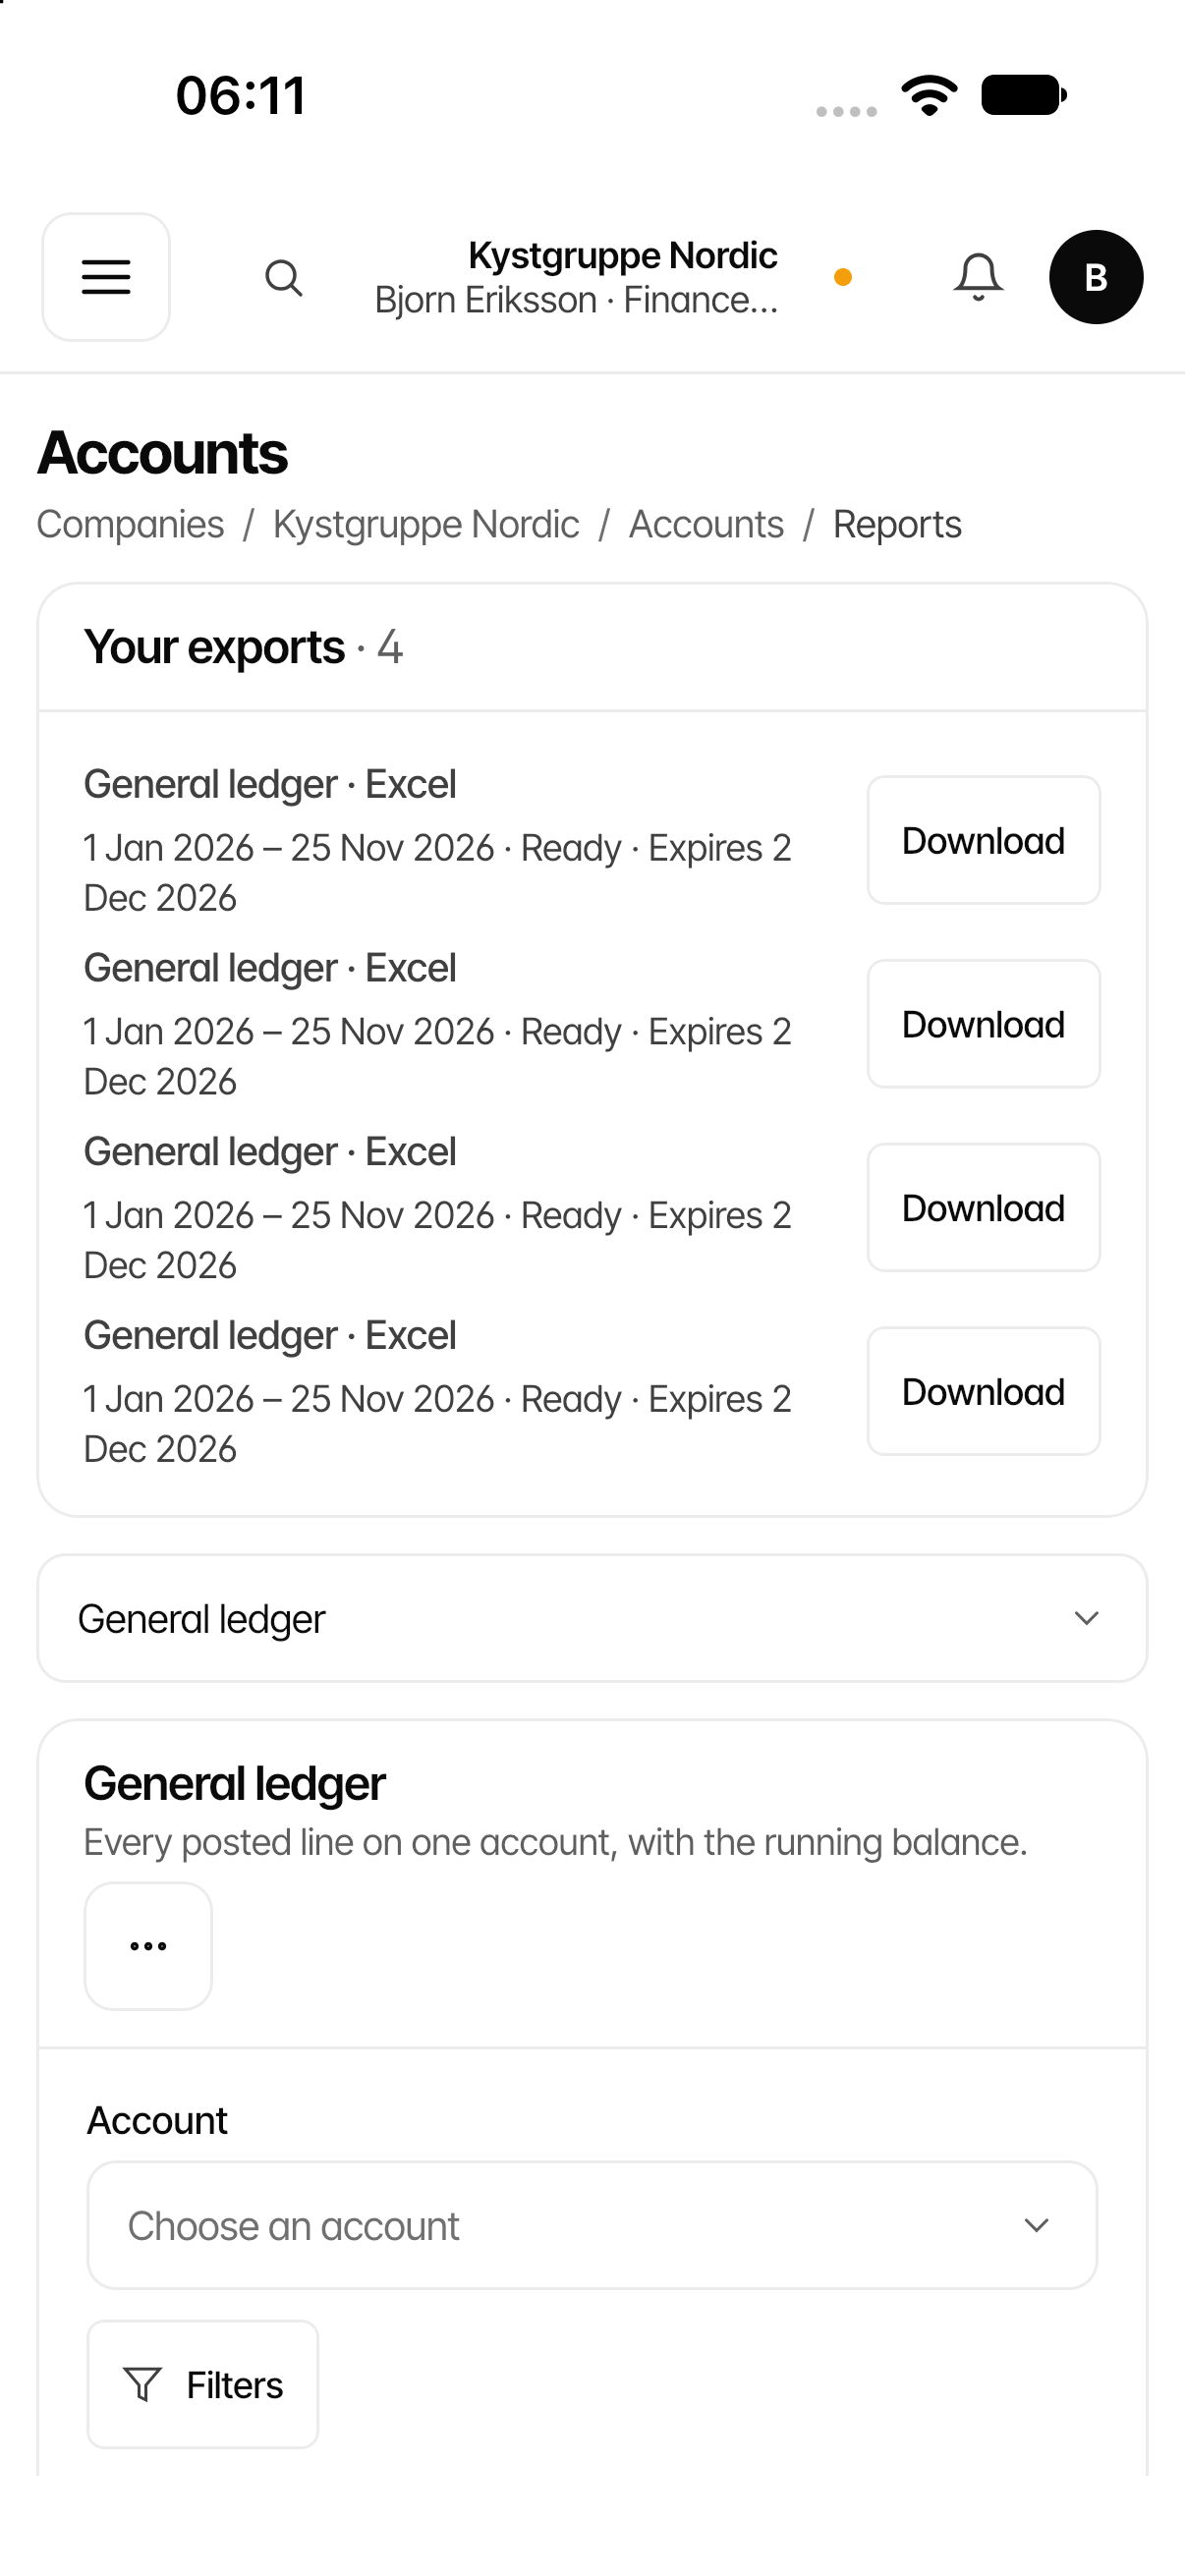 06:11
Kystgruppe Nordic
Bjorn Eriksson · Finance...
B
Accounts
Companies / Kystgruppe Nordic / Accounts / Reports
Your exports · 4
General ledger · Excel
1 Jan 2026 – 25 Nov 2026 · Ready · Expires 2
Dec 2026
Download
General ledger · Excel
1 Jan 2026 – 25 Nov 2026 · Ready · Expires 2
Dec 2026
Download
General ledger · Excel
1 Jan 2026 – 25 Nov 2026 · Ready · Expires 2
Dec 2026
Download
General ledger · Excel
1 Jan 2026 – 25 Nov 2026 · Ready · Expires 2
Dec 2026
Download
General ledger
General ledger
Every posted line on one account, with the running balance.
Account
Choose an account
Filters